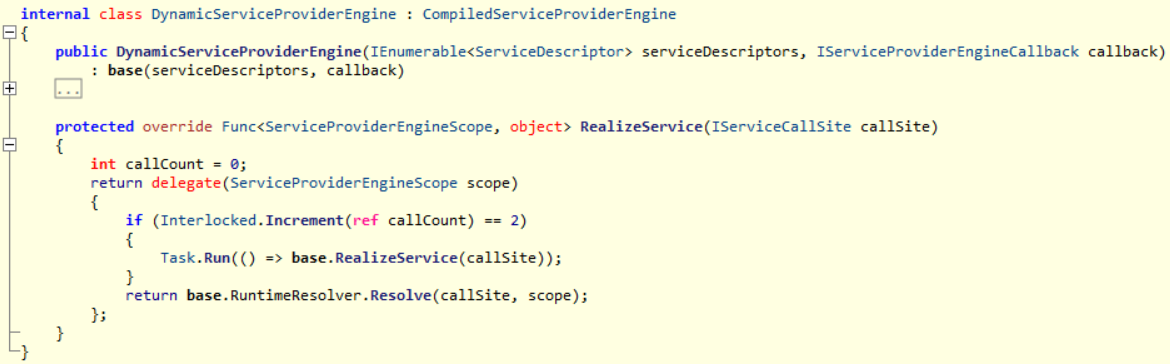 internal class DynamicServiceProviderEngine : CompiledServiceProviderEngine
{
    public DynamicServiceProviderEngine(IEnumerable<ServiceDescriptor> serviceDescriptors, IServiceProviderEngineCallback callback)
        : base(serviceDescriptors, callback)
    ...
    protected override Func<ServiceProviderEngineScope, object> RealizeService(IServiceCallSite callSite)
    {
        int callCount = 0;
        return delegate(ServiceProviderEngineScope scope)
        {
            if (Interlocked.Increment(ref callCount) == 2)
            {
                Task.Run(() => base.RealizeService(callSite));
            }
            return base.RuntimeResolver.Resolve(callSite, scope);
        };
    }
}